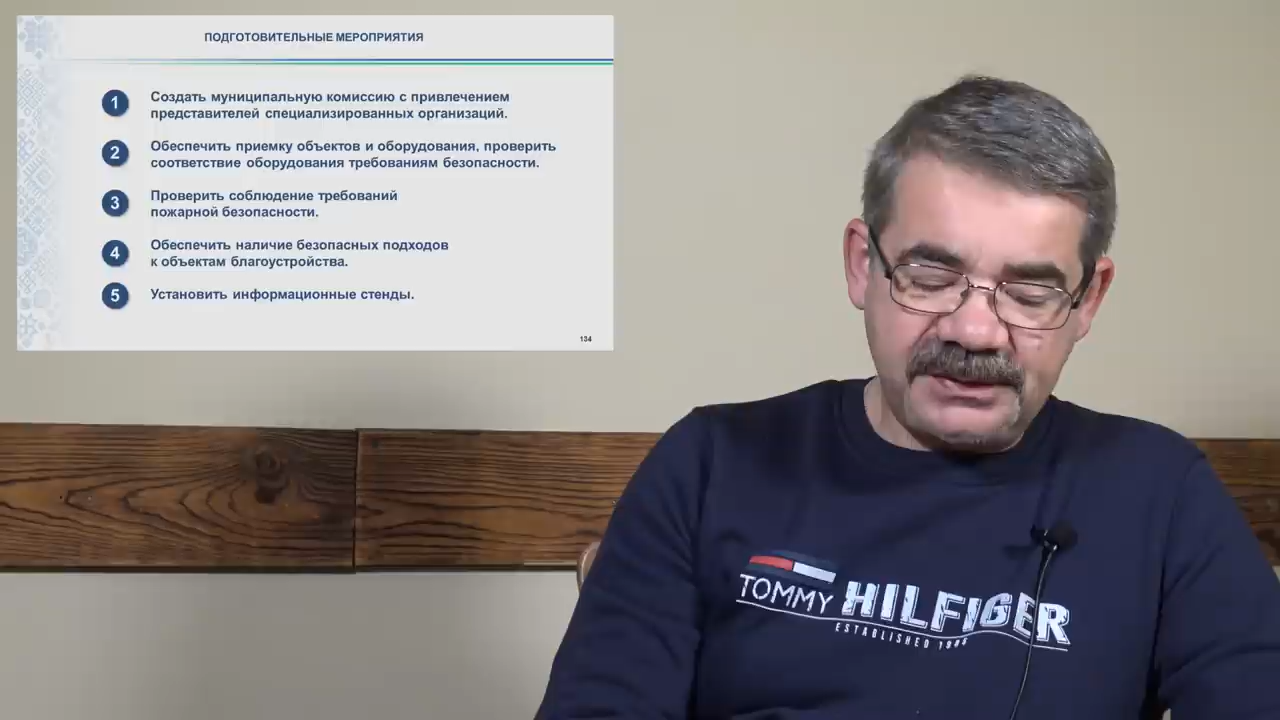 ПОДГОТОВИТЕЛЬНЫЕ МЕРОПРИЯТИЯ
1 Создать муниципальную комиссию с привлечением
представителей специализированных организаций.
2 Обеспечить приемку объектов и оборудования, проверить
соответствие оборудования требованиям безопасности.
3 Проверить соблюдение требований
пожарной безопасности.
4 Обеспечить наличие безопасных подходов
к объектам благоустройства.
5 Установить информационные стенды.
134
TOMMY HILFIGER
ESTABLISHED